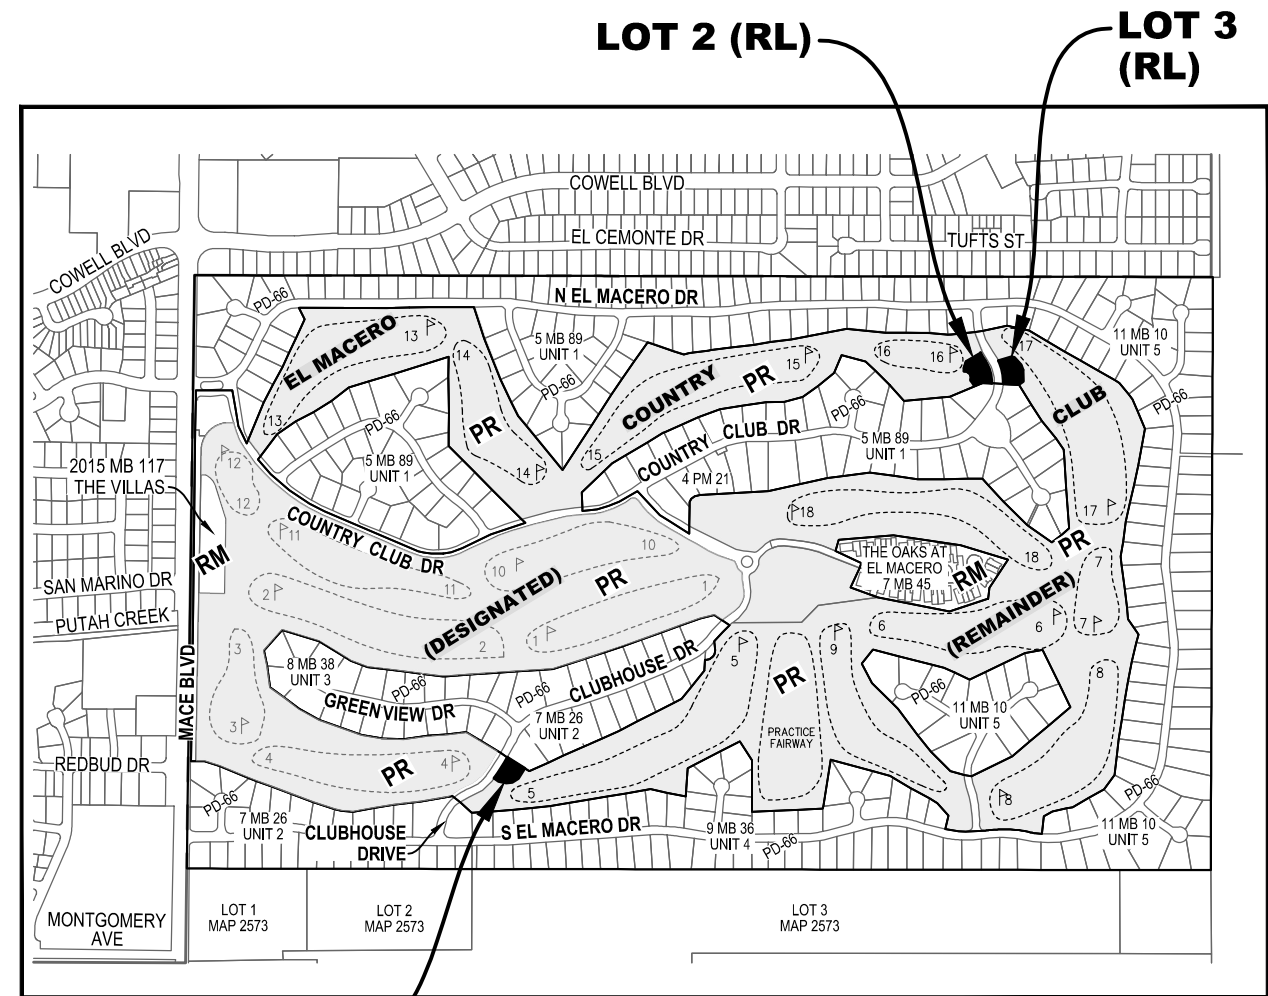 LOT 2 (RL)
LOT 3
(RL)
COWELL BLVD
EL CEMONTE DR
TUFTS ST
COWELL BLVD
PD-66
N EL MACERO DR
EL MACERO
13
13
14
14
PR
5 MB 89
UNIT 1
PD-66
COUNTRY
PR
15
15
16
16
17
11 MB 10
UNIT 5
PD-66
CLUB
PD-66
5 MB 89
UNIT 1
COUNTRY CLUB DR
PD-66
5 MB 89
UNIT 1
4 PM 21
2015 MB 117
THE VILLAS
RM
12
12
11
11
COUNTRY CLUB DR
10
10
18
18
17
PR
THE OAKS AT
EL MACERO
7 MB 45
RM
7
7
SAN MARINO DR
PUTAH CREEK
MACE BLVD
2
2
1
1
(DESIGNATED)
PR
(REMAINDER)
6
6
3
3
8 MB 38
UNIT 3
PD-66
GREENVIEW DR
PD-66
7 MB 26
UNIT 2
CLUBHOUSE DR
5
5
PR
9
PRACTICE
FAIRWAY
PD-66
11 MB 10
UNIT 5
8
8
REDBUD DR
4
4
PR
PD-66
7 MB 26
UNIT 2
CLUBHOUSE
DRIVE
S EL MACERO DR
9 MB 36
UNIT 4
PD-66
PD-66
11 MB 10
UNIT 5
MONTGOMERY
AVE
LOT 1
MAP 2573
LOT 2
MAP 2573
LOT 3
MAP 2573